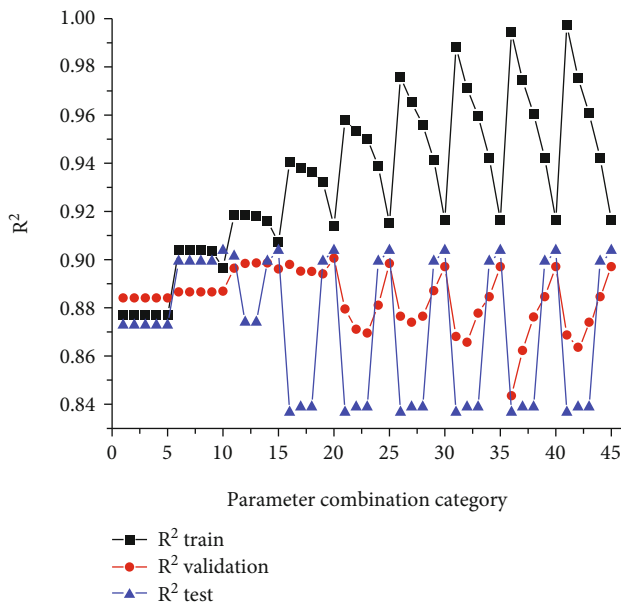 1.00
0.98
0.96
0.94
0.92
0.90
0.88
0.86
0.84
R²
0 5 10 15 20 25 30 35 40 45
Parameter combination category
R² train
R² validation
R² test